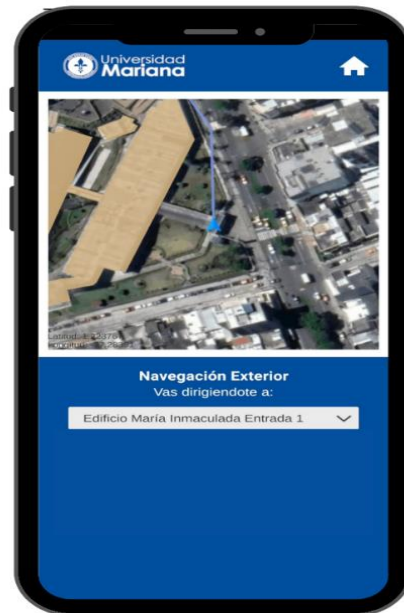 Universidad
Mariana
Navegación Exterior
Vas dirigiendote a:
Edificio María Inmaculada Entrada 1